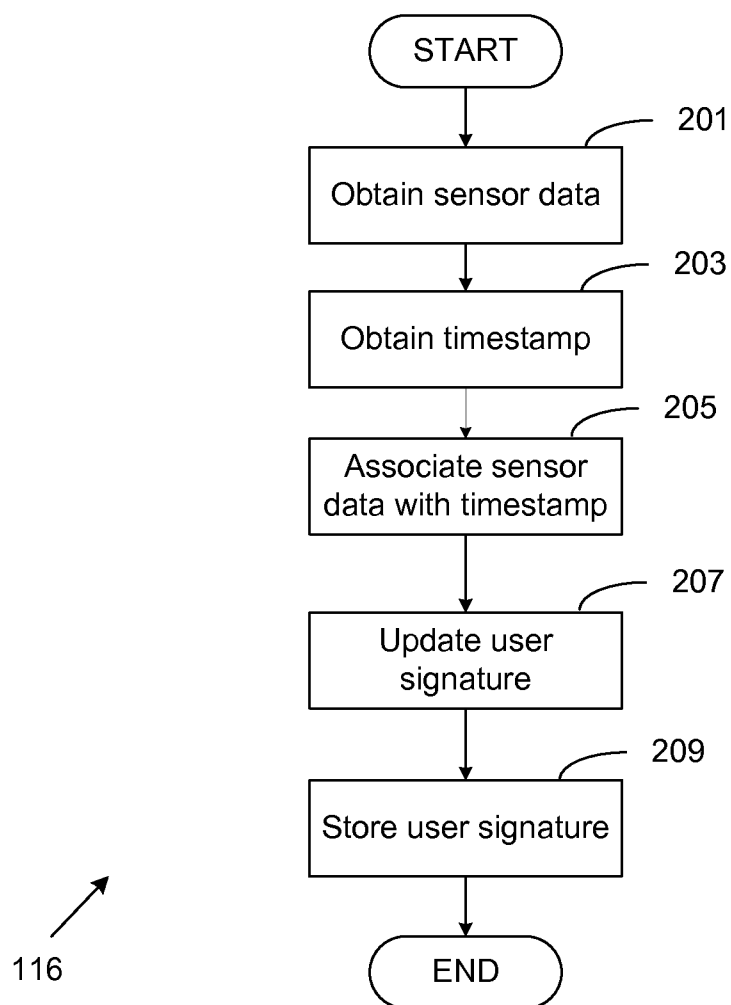 START
201
Obtain sensor data
203
Obtain timestamp
205
Associate sensor
data with timestamp
207
Update user
signature
209
Store user signature
116
END